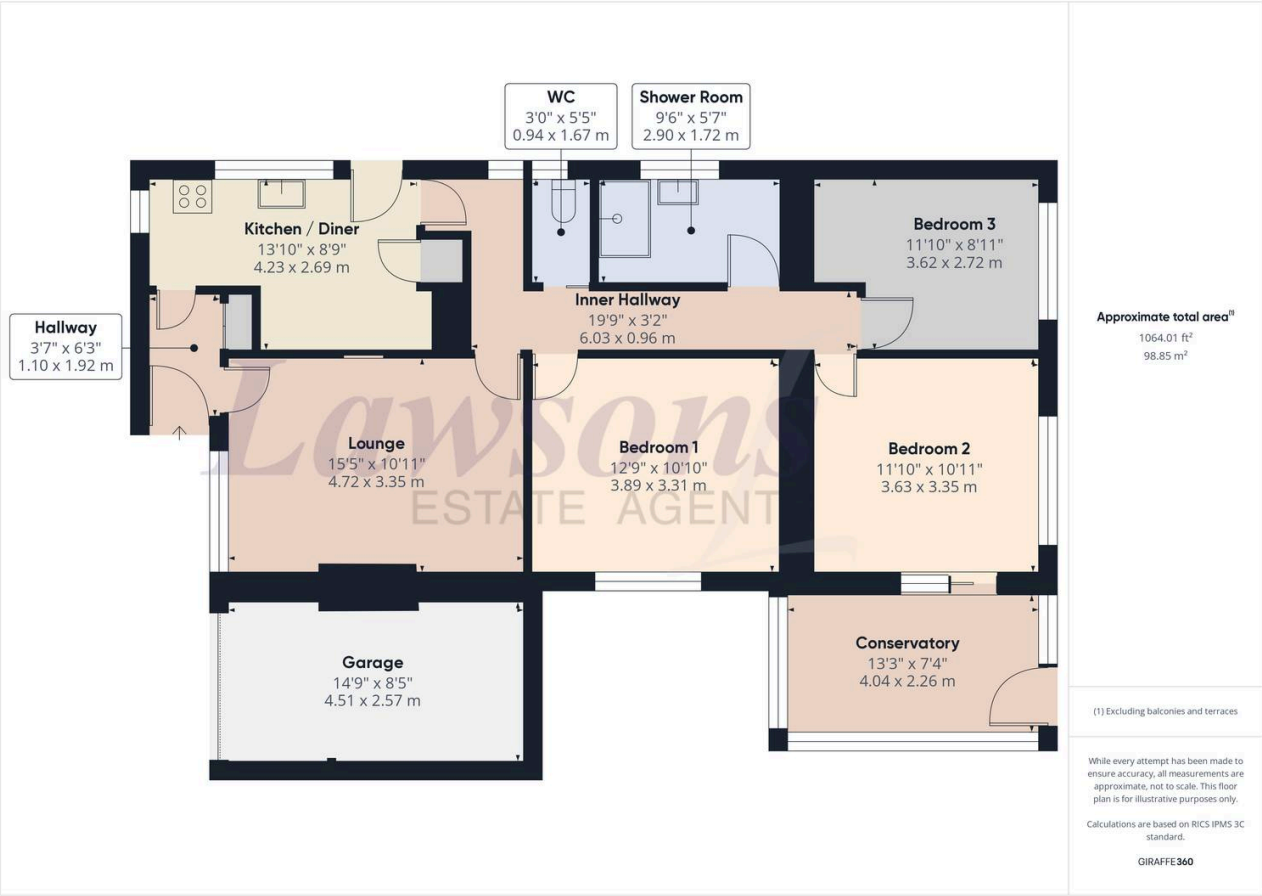 WC
3'0" x 5'5"
0.94 x 1.67 m
Shower Room
9'6" x 5'7"
2.90 x 1.72 m
Kitchen / Diner
13'10" x 8'9"
4.23 x 2.69 m
Bedroom 3
11'10" x 8'11"
3.62 x 2.72 m
Hallway
3'7" x 6'3"
1.10 x 1.92 m
Inner Hallway
19'9" x 3'2"
6.03 x 0.96 m
Lounge
15'5" x 10'11"
4.72 x 3.35 m
Bedroom 1
12'9" x 10'10"
3.89 x 3.31 m
Bedroom 2
11'10" x 10'11"
3.63 x 3.35 m
Lawsons
ESTATE AGENT
Garage
14'9" x 8'5"
4.51 x 2.57 m
Conservatory
13'3" x 7'4"
4.04 x 2.26 m
Approximate total area(1)
1064.01 ft²
98.85 m²
(1) Excluding balconies and terraces
While every attempt has been made to
ensure accuracy, all measurements are
approximate, not to scale. This floor
plan is for illustrative purposes only.
Calculations are based on RICS IPMS 3C
standard.
GIRAFFE360